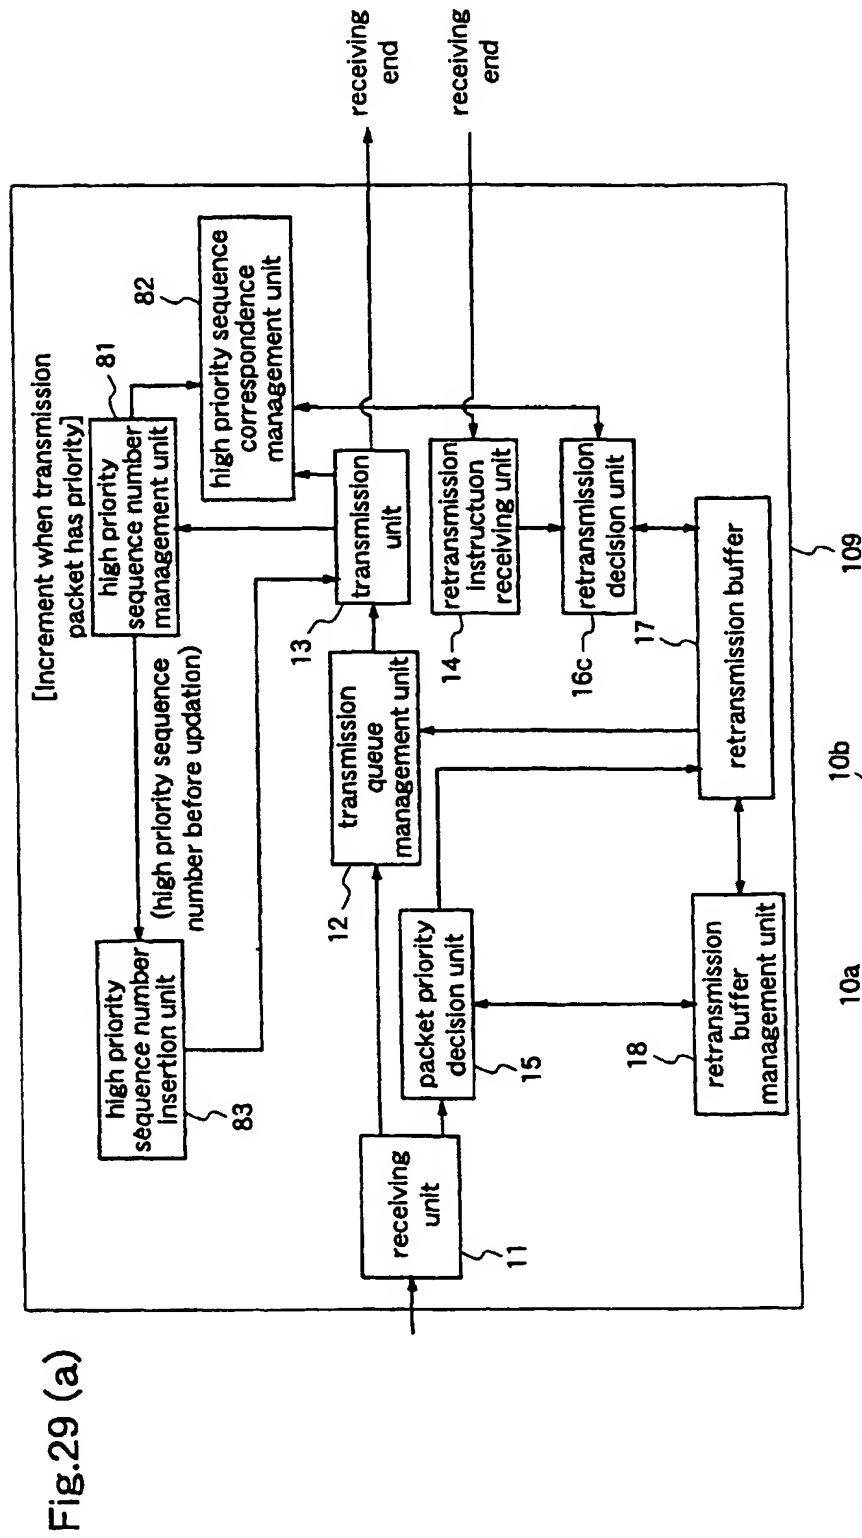 Fig.29 (a)
[Increment when transmission
packet has priority]
81
high priority
sequence number
management unit
82
high priority sequence
correspondence
management unit
(high priority sequence
number before updation)
high priority
sequence number
insertion unit
83
receiving
end
receiving
end
transmission
unit
13
transmission
queue
management unit
12
retransmission
instructuon
receiving unit
14
retransmission
decision unit
16c
receiving
unit
11
packet priority
decision unit
15
17
retransmission buffer
retransmission
buffer
management unit
18
109
10a
10b